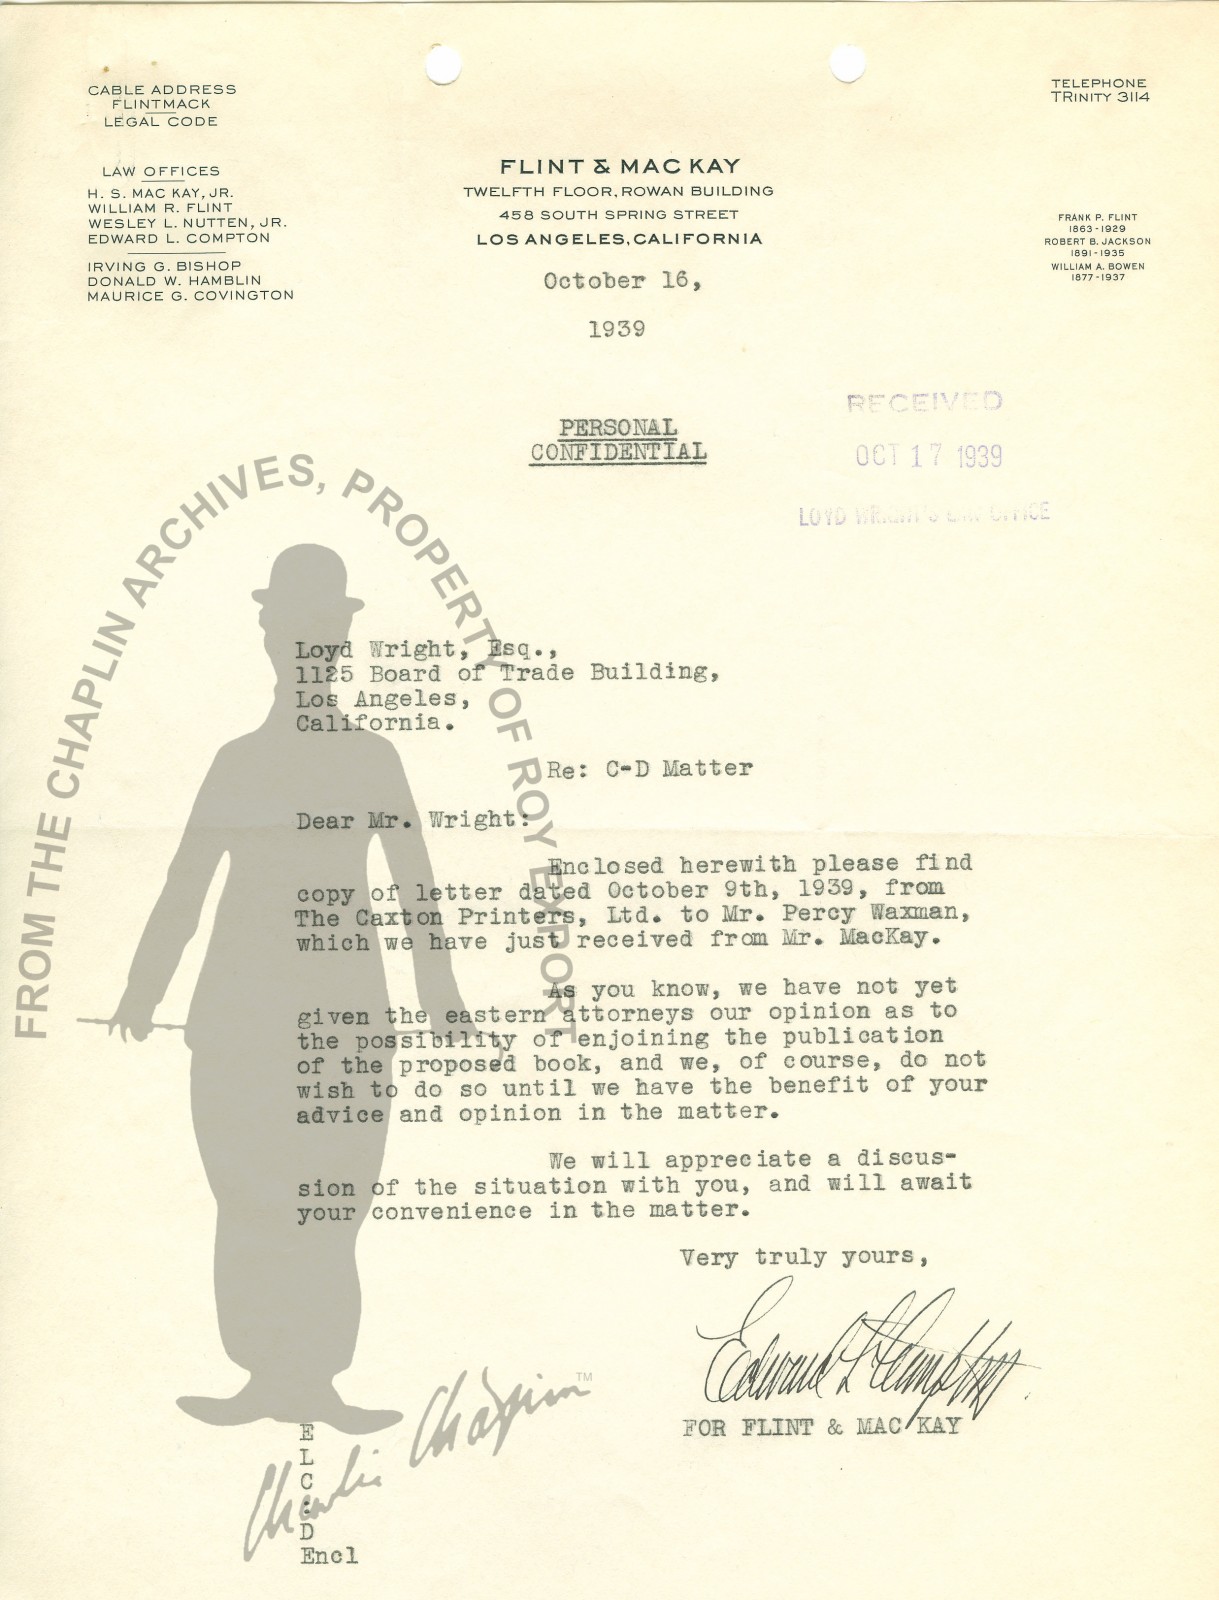 CABLE ADDRESS
FLINTMACK
LEGAL CODE
TELEPHONE
TRINITY 3114
LAW OFFICES
H. S. MAC KAY, JR.
WILLIAM R. FLINT
WESLEY L. NUTTEN, JR.
EDWARD L. COMPTON
IRVING G. BISHOP
DONALD W. HAMBLIN
MAURICE G. COVINGTON
FLINT & MAC KAY
TWELFTH FLOOR, ROWAN BUILDING
458 SOUTH SPRING STREET
LOS ANGELES, CALIFORNIA
FRANK P. FLINT
1863-1929
ROBERT B. JACKSON
1891-1935
WILLIAM A. BOWEN
1877-1937
October 16,
1939
PERSONAL
CONFIDENTIAL
RECEIVED
OCT 17 1939
LOYD WRIGHT'S LAW OFFICE
FROM THE CHAPLIN ARCHIVES, PROPERTY OF ROY EXPORT
Loyd Wright, Esq.,
1125 Board of Trade Building,
Los Angeles,
California.
Re: C-D Matter
Dear Mr. Wright:
Enclosed herewith please find
copy of letter dated October 9th, 1939, from
The Caxton Printers, Ltd. to Mr. Percy Waxman,
which we have just received from Mr. MacKay.
As you know, we have not yet
given the eastern attorneys our opinion as to
the possibility of enjoining the publication
of the proposed book, and we, of course, do not
wish to do so until we have the benefit of your
advice and opinion in the matter.
We will appreciate a discus-
sion of the situation with you, and will await
your convenience in the matter.
Very truly yours,
Edward L. Compton
FOR FLINT & MAC KAY
E
L
C
:
D
Encl
Charlie Chaplin ™